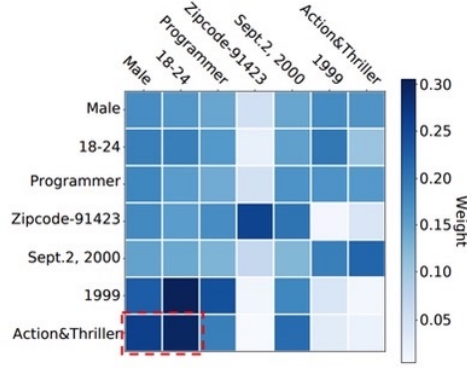 Male
18-24
Programmer
Zipcode-91423
Sept.2, 2000
1999
Action&Thriller
Male
18-24
Programmer
Zipcode-91423
Sept.2, 2000
1999
Action&Thriller
0.30
0.25
0.20
0.15
0.10
0.05
Weight